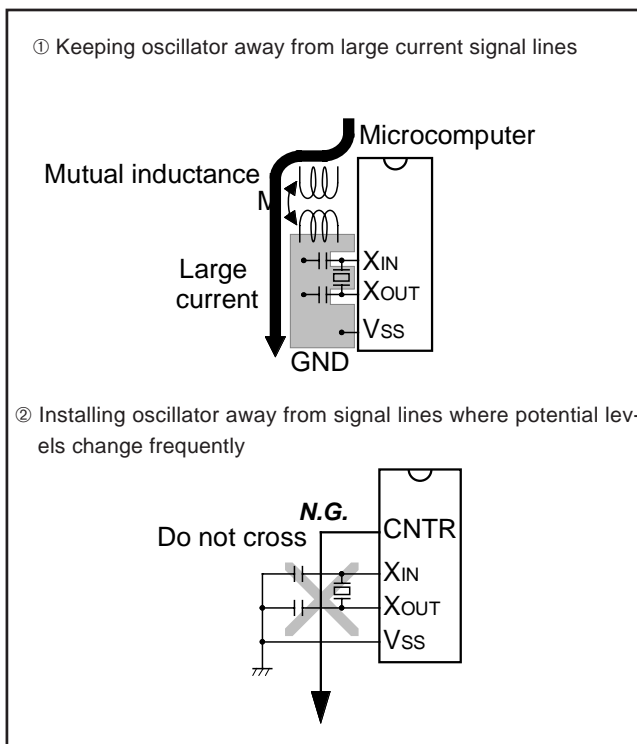 ① Keeping oscillator away from large current signal lines
Microcomputer
Mutual inductance
M
Large
current
XIN
XOUT
VSS
GND
② Installing oscillator away from signal lines where potential lev-
els change frequently
N.G.
Do not cross
CNTR
XIN
XOUT
VSS